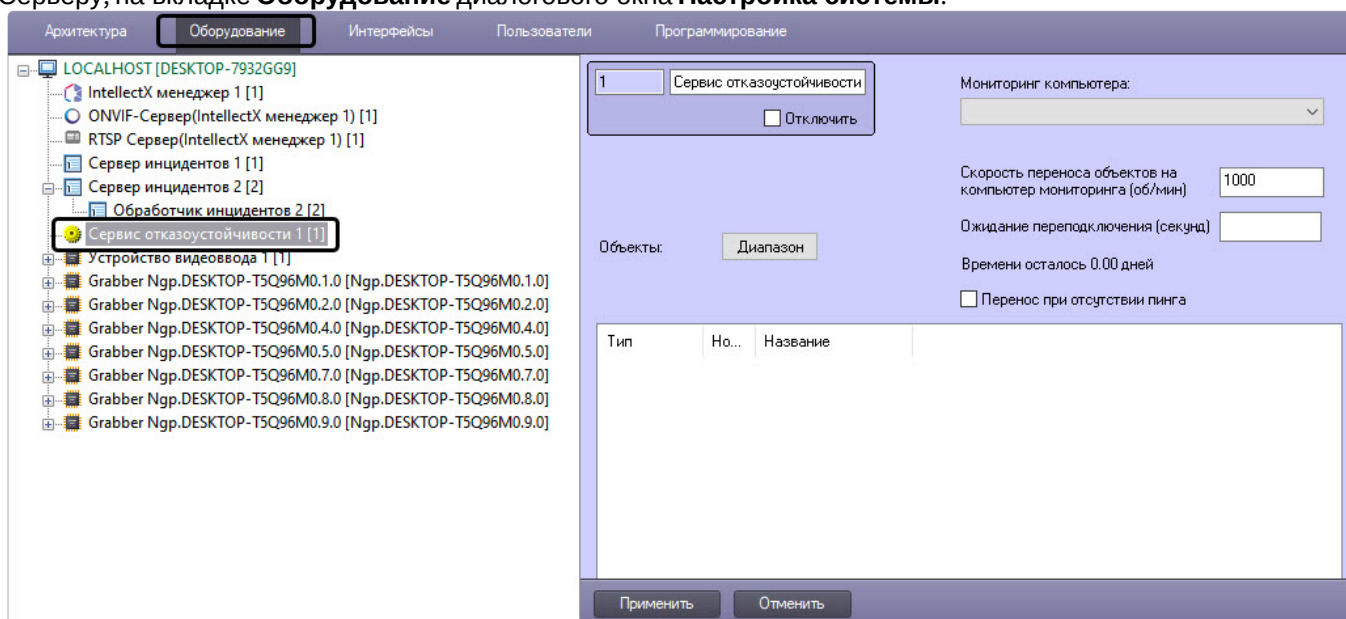 Серверу, на вкладке Оборудование диалогового окна Настройка системы.
Архитектура Оборудование Интерфейсы Пользователи Программирование
LOCALHOST [DESKTOP-7932GG9]
IntellectX менеджер 1 [1]
ONVIF-Сервер(IntellectX менеджер 1) [1]
RTSP Сервер(IntellectX менеджер 1) [1]
Сервер инцидентов 1 [1]
Сервер инцидентов 2 [2]
Обработчик инцидентов 2 [2]
Сервис отказоустойчивости 1 [1]
Устройство видеоввода 1 [1]
Grabber Ngp.DESKTOP-T5Q96M0.1.0 [Ngp.DESKTOP-T5Q96M0.1.0]
Grabber Ngp.DESKTOP-T5Q96M0.2.0 [Ngp.DESKTOP-T5Q96M0.2.0]
Grabber Ngp.DESKTOP-T5Q96M0.4.0 [Ngp.DESKTOP-T5Q96M0.4.0]
Grabber Ngp.DESKTOP-T5Q96M0.5.0 [Ngp.DESKTOP-T5Q96M0.5.0]
Grabber Ngp.DESKTOP-T5Q96M0.7.0 [Ngp.DESKTOP-T5Q96M0.7.0]
Grabber Ngp.DESKTOP-T5Q96M0.8.0 [Ngp.DESKTOP-T5Q96M0.8.0]
Grabber Ngp.DESKTOP-T5Q96M0.9.0 [Ngp.DESKTOP-T5Q96M0.9.0]
1 Сервис отказоустойчивости
Отключить
Мониторинг компьютера:
Скорость переноса объектов на
компьютер мониторинга (об/мин) 1000
Ожидание переподключения (секунд)
Объекты: Диапазон
Времени осталось 0.00 дней
Перенос при отсутствии пинга
Тип Но... Название
Применить Отменить